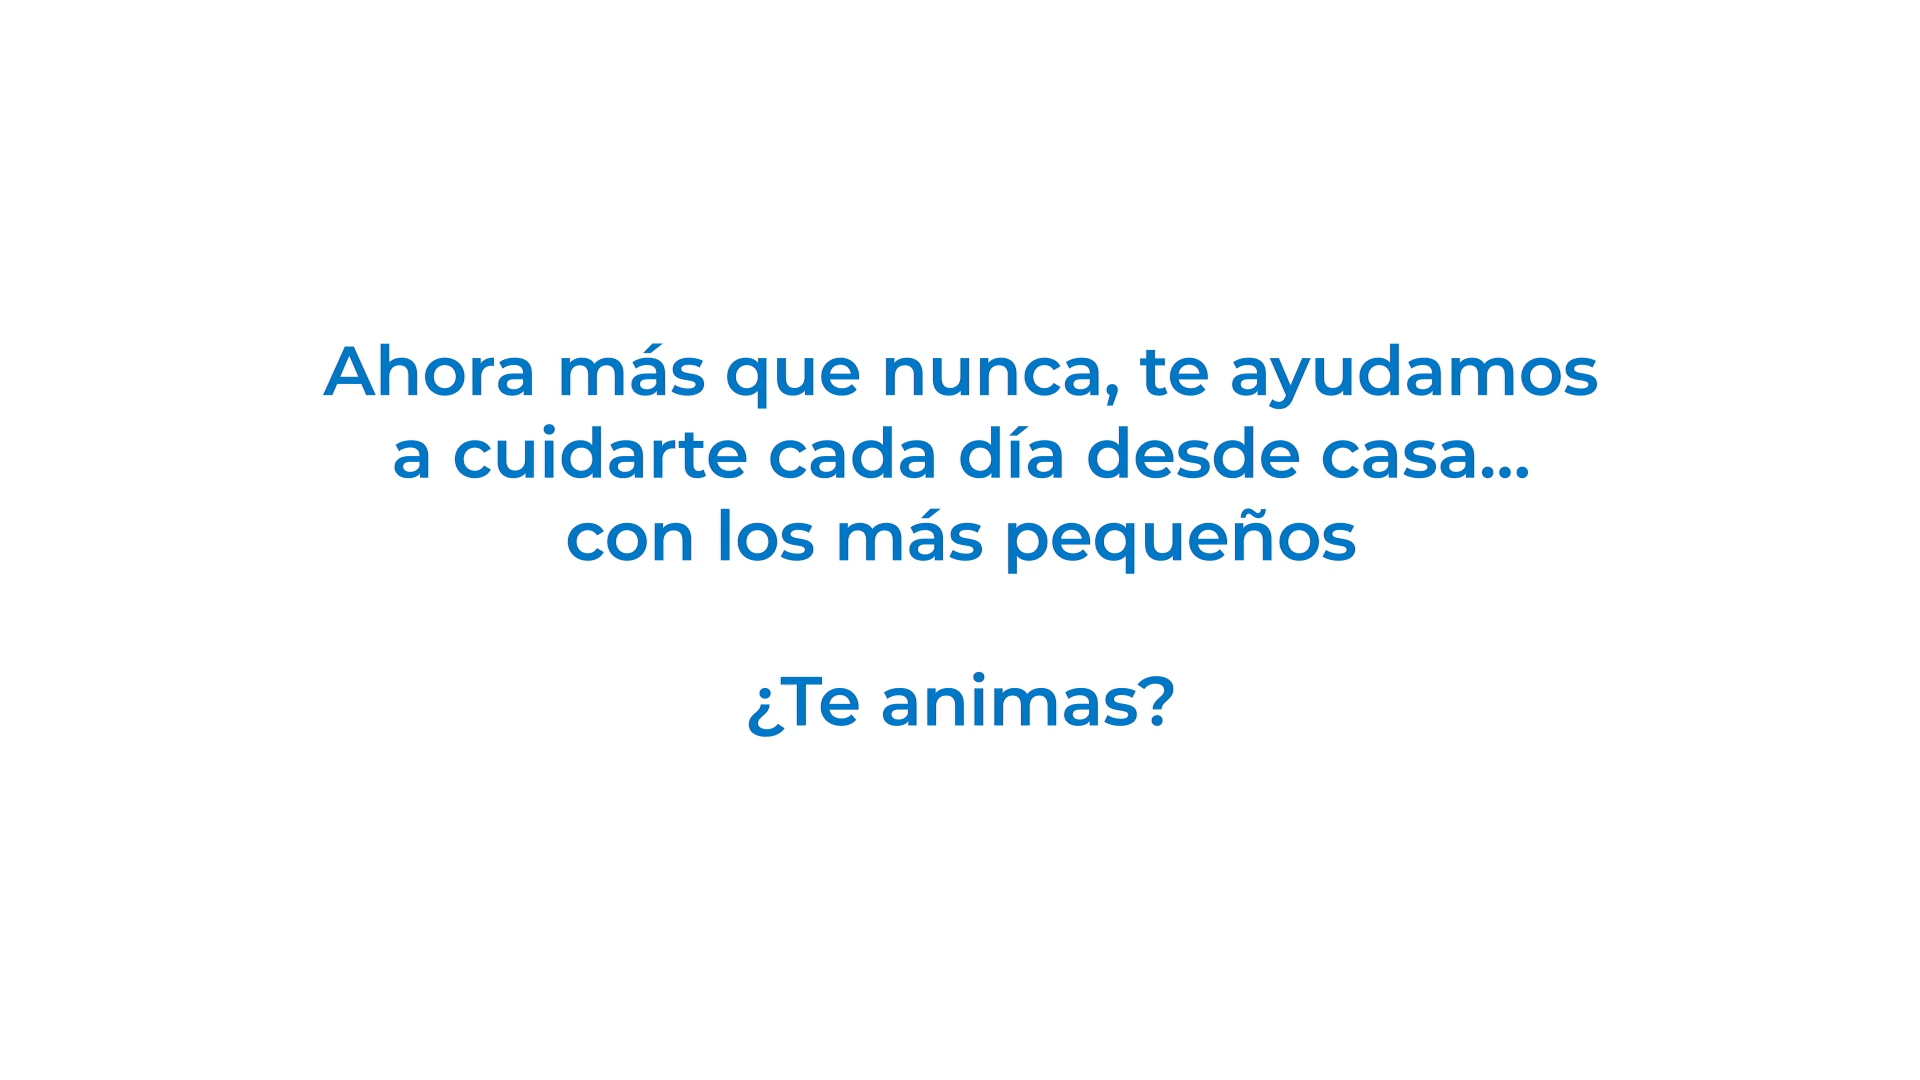 Ahora más que nunca, te ayudamos
a cuidarte cada día desde casa...
con los más pequeños
¿Te animas?